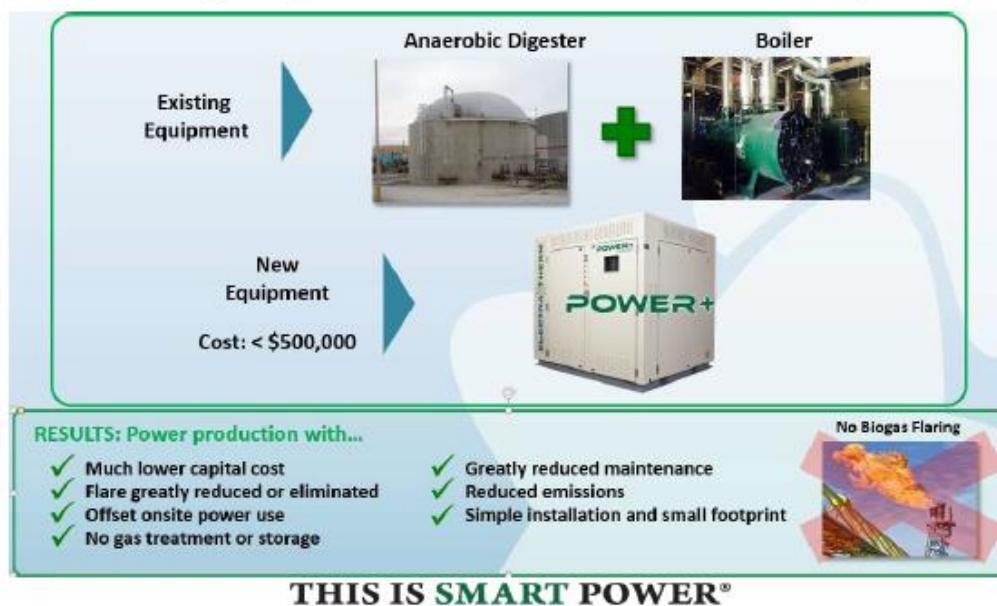 Anaerobic Digester
Boiler
Existing
Equipment
New
Equipment
Cost: < $500,000
ELECTRATHERM
POWER+
POWER+
RESULTS: Power production with...
Much lower capital cost
Flare greatly reduced or eliminated
Offset onsite power use
No gas treatment or storage
Greatly reduced maintenance
Reduced emissions
Simple installation and small footprint
No Biogas Flaring
THIS IS SMART POWER®